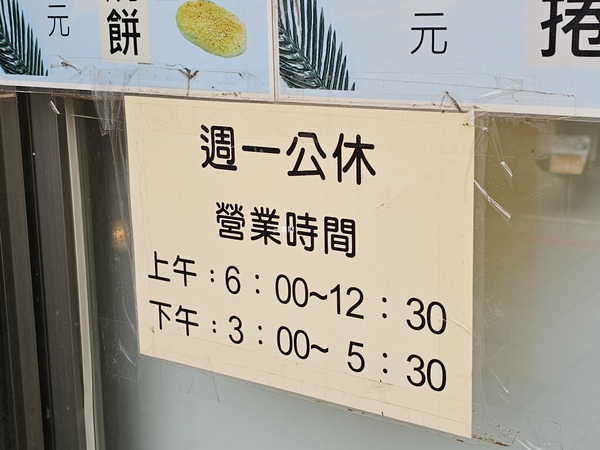 元
餅
元
捲
週一公休
營業時間
上午：6：00~12：30
下午：3：00~ 5：30